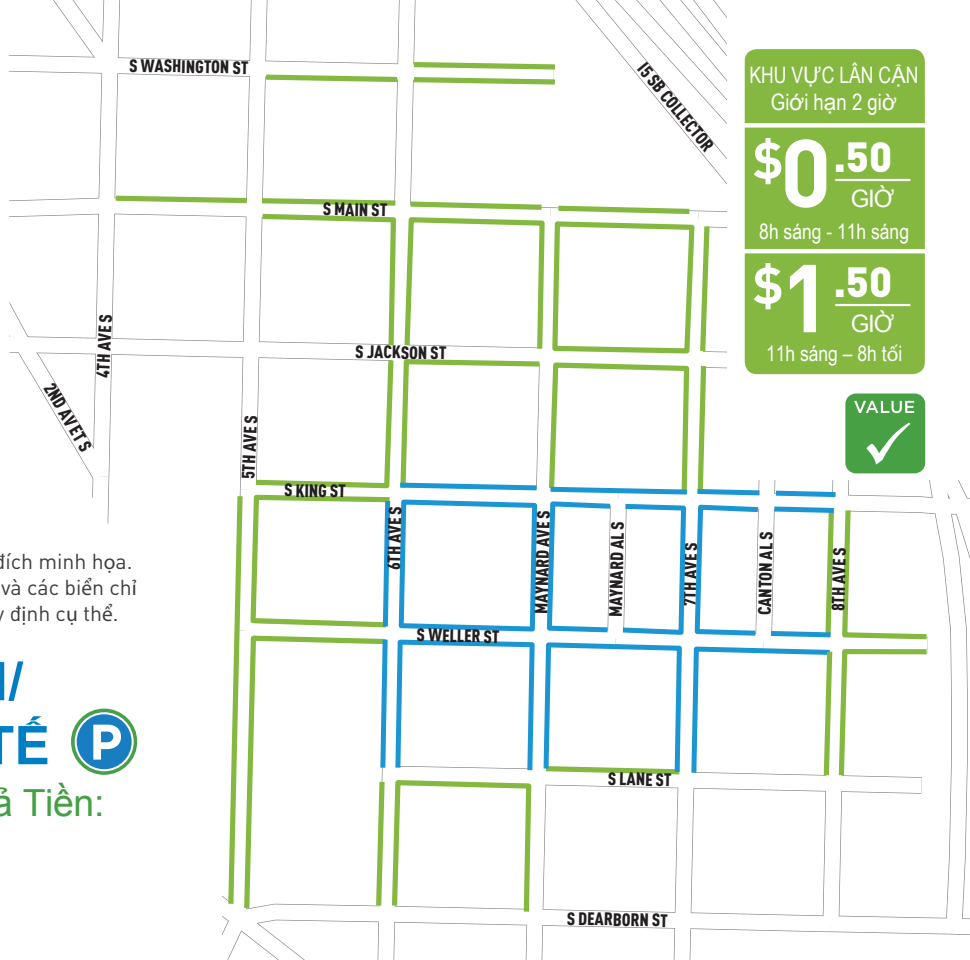 S WASHINGTON ST
I5 SB COLLECTOR
KHU VỰC LÂN CẬN
Giới hạn 2 giờ
$0.50
GIỜ
8h sáng - 11h sáng
$1.50
GIỜ
11h sáng – 8h tối
VALUE
S MAIN ST
4TH AVE S
S JACKSON ST
2ND AV ET S
5TH AVE S
S KING ST
6TH AVE S
MAYNARD AVE S
MAYNARD AL S
7TH AVE S
CANTON AL S
8TH AVE S
đích minh họa.
và các biển chỉ
định cụ thể.
S WELLER ST
TẾ P
Tiền:
S LANE ST
S DEARBORN ST